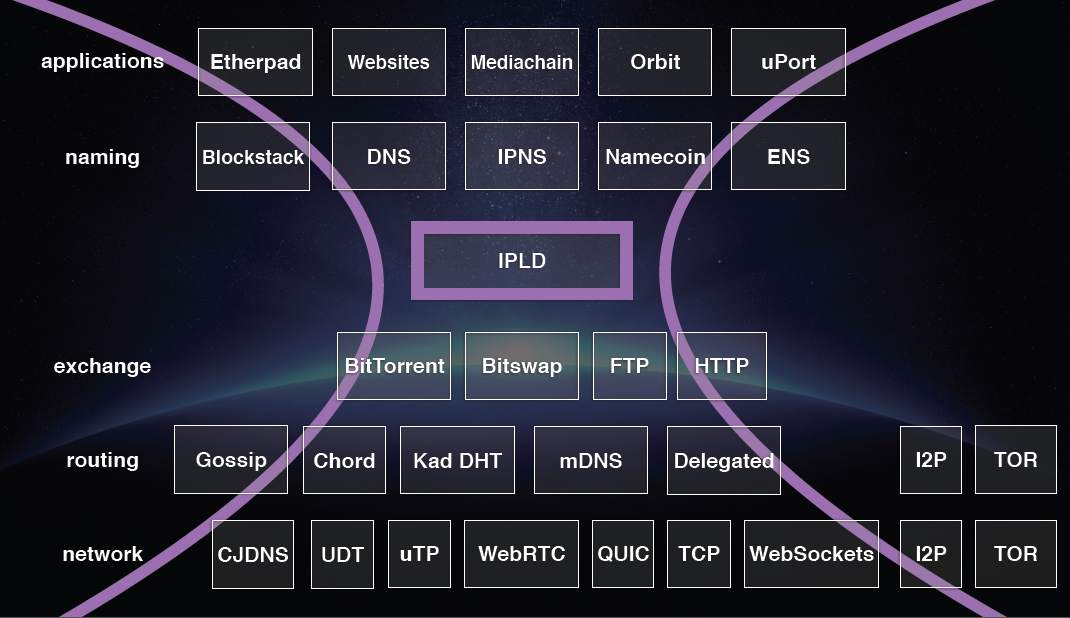 applications Etherpad Websites Mediachain Orbit uPort
naming Blockstack DNS IPNS Namecoin ENS
IPLD
exchange BitTorrent Bitswap FTP HTTP
routing Gossip Chord Kad DHT mDNS Delegated I2P TOR
network CJDNS UDT uTP WebRTC QUIC TCP WebSockets I2P TOR